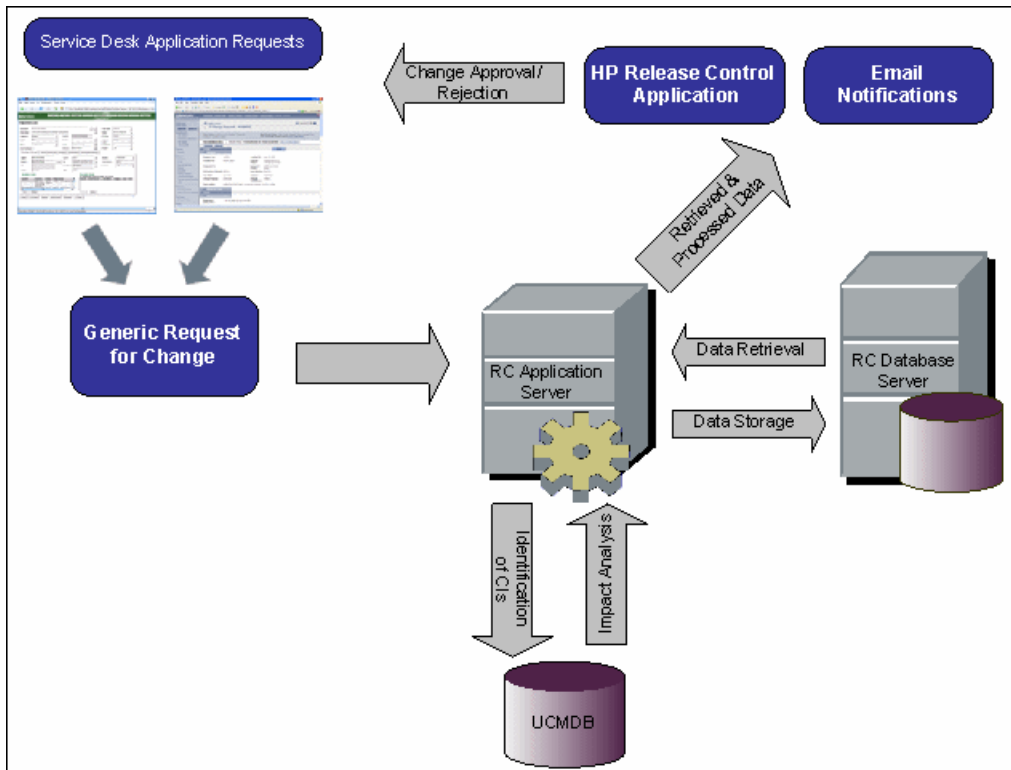 Service Desk Application Requests
Change Approval/
Rejection
HP Release Control
Application
Email
Notifications
Retrieved &
Processed Data
Generic Request
for Change
RC Application
Server
Data Retrieval
RC Database
Server
Data Storage
Identification
of CIs
Impact Analysis
UCMDB